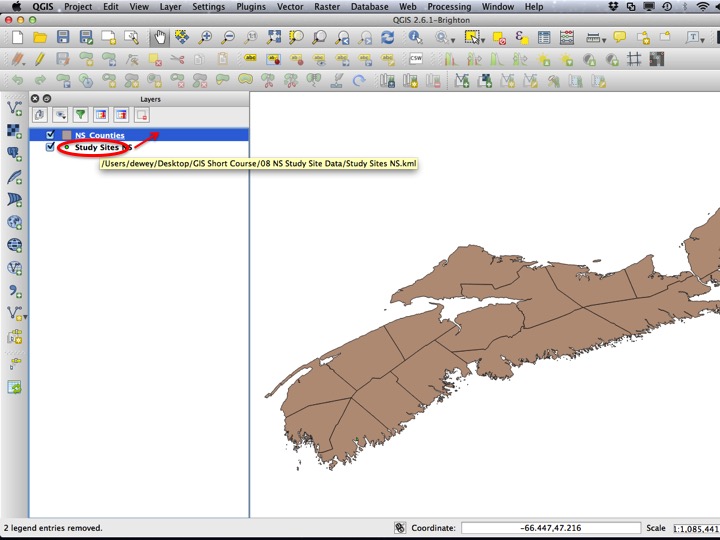 QGIS Project Edit View Layer Settings Plugins Vector Raster Database Web Processing Window Help
QGIS 2.6.1-Brighton
Layers
NS_Counties
Study Sites NS
/Users/dewey/Desktop/GIS Short Course/08 NS Study Site Data/Study Sites NS.kml
2 legend entries removed.
Coordinate: -66.447,47.216 Scale 1:1,085,441